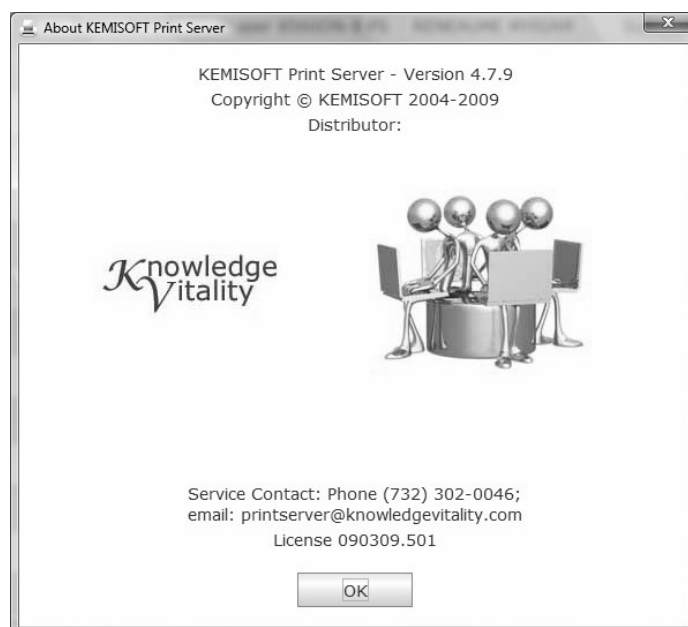 About KEMISOFT Print Server
KEMISOFT Print Server - Version 4.7.9
Copyright © KEMISOFT 2004-2009
Distributor:
Knowledge
Vitality
Service Contact: Phone (732) 302-0046;
email: printserver@knowledgevitality.com
License 090309.501
OK